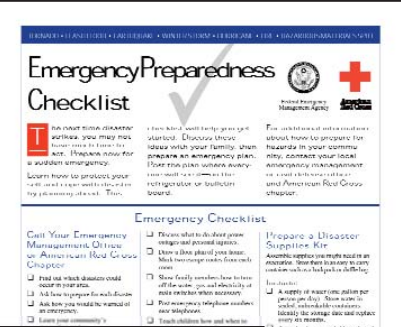 TORNADO • FLASH FLOOD • EARTHQUAKE • WINTER STORM • HURRICANE • FIRE • HAZARDOUS MATERIALS SPILL
Emergency Preparedness
Checklist
Federal Emergency
Management Agency
American
Red Cross
The next time disaster
strikes, you may not
have much time to
act. Prepare now for
a sudden emergency.
Learn how to protect your-
self and cope with disaster
by planning ahead. This
checklist will help you get
started. Discuss these
ideas with your family, then
prepare an emergency plan.
Post the plan where every-
one will see it—on the
refrigerator or bulletin
board.
For additional information
about how to prepare for
hazards in your commu-
nity, contact your local
emergency management
or civil defense office
and American Red Cross
chapter.
Emergency Checklist
Call Your Emergency
Management Office
or American Red Cross
Chapter
❏ Find out which disasters could
occur in your area.
❏ Ask how to prepare for each disaster.
❏ Ask how you would be warned of
an emergency.
❏ Learn your community's
❏ Discuss what to do about power
outages and personal injuries.
❏ Draw a floor plan of your home.
Mark two escape routes from each
room.
❏ Show family members how to turn
off the water, gas and electricity at
main switches when necessary.
❏ Post emergency telephone numbers
near telephones.
❏ Teach children how and when to
Prepare a Disaster
Supplies Kit
Assemble supplies you might need in an
evacuation. Store them in an easy-to-carry
container such as a backpack or duffle bag.
Include:
❏ A supply of water (one gallon per
person per day). Store water in
sealed, unbreakable containers.
Identify the storage date and replace
every six months.